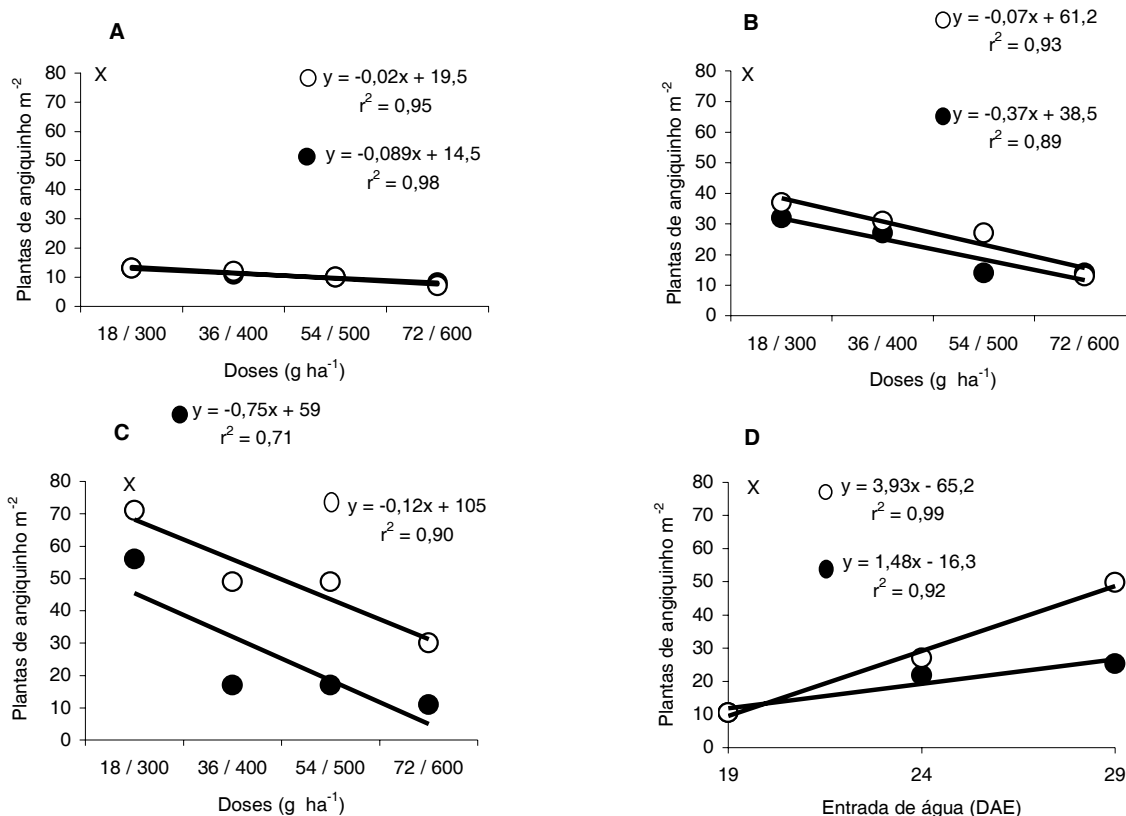 A
X
y = -0,02x + 19,5
r² = 0,95
y = -0,089x + 14,5
r² = 0,98
Plantas de angiquinho m⁻²
80
70
60
50
40
30
20
10
0
18 / 300 36 / 400 54 / 500 72 / 600
Doses (g ha⁻¹)
B
y = -0,07x + 61,2
r² = 0,93
X
y = -0,37x + 38,5
r² = 0,89
Plantas de angiquinho m⁻²
80
70
60
50
40
30
20
10
0
18 / 300 36 / 400 54 / 500 72 / 600
Doses (g ha⁻¹)
y = -0,75x + 59
r² = 0,71
C
X
y = -0,12x + 105
r² = 0,90
Plantas de angiquinho m⁻²
80
70
60
50
40
30
20
10
0
18 / 300 36 / 400 54 / 500 72 / 600
Doses (g ha⁻¹)
D
X
y = 3,93x - 65,2
r² = 0,99
y = 1,48x - 16,3
r² = 0,92
Plantas de angiquinho m⁻²
80
70
60
50
40
30
20
10
0
19 24 29
Entrada de água (DAE)